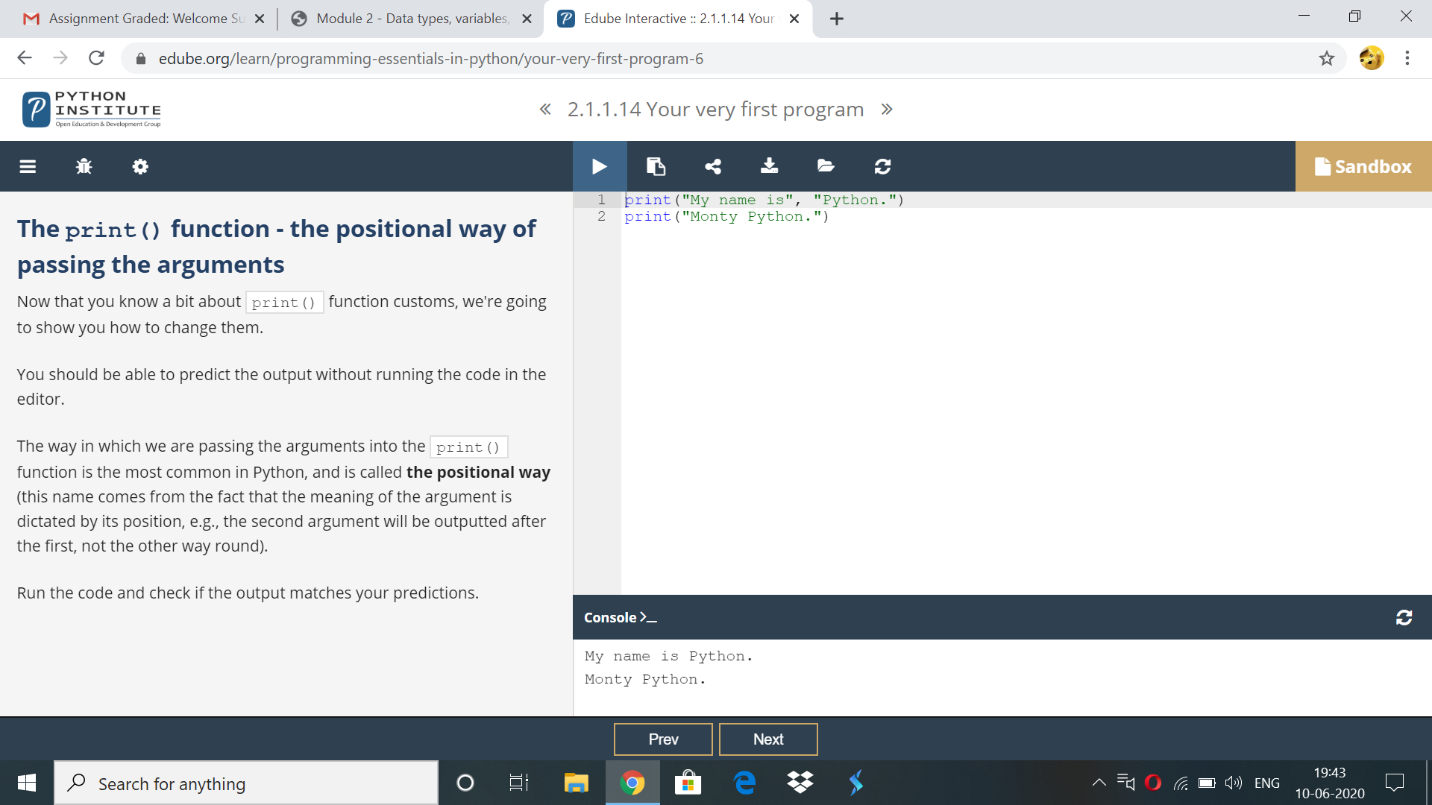 Assignment Graded: Welcome Su
Module 2 - Data types, variables,
Edube Interactive :: 2.1.1.14 Your
edube.org/learn/programming-essentials-in-python/your-very-first-program-6
PYTHON
INSTITUTE
Open Education & Development Group
« 2.1.1.14 Your very first program »
Sandbox
The print() function - the positional way of
passing the arguments
Now that you know a bit about print() function customs, we're going
to show you how to change them.
You should be able to predict the output without running the code in the
editor.
The way in which we are passing the arguments into the print()
function is the most common in Python, and is called the positional way
(this name comes from the fact that the meaning of the argument is
dictated by its position, e.g., the second argument will be outputted after
the first, not the other way round).
Run the code and check if the output matches your predictions.
1 print("My name is", "Python.")
2 print("Monty Python.")
Console >_
My name is Python.
Monty Python.
Prev
Next
Search for anything
ENG
19:43
10-06-2020